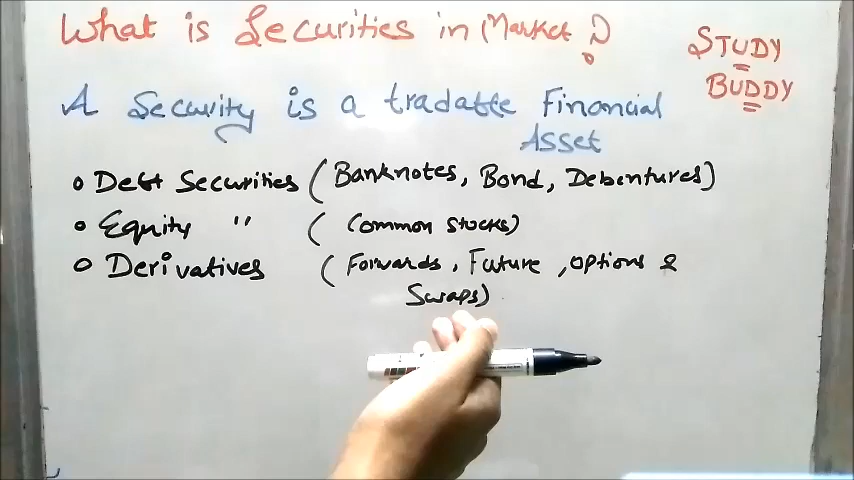 What is Securities in Market ?
STUDY
BUDDY
A Security is a tradable Financial
Asset
Debt Securities (Banknotes, Bond, Debentures)
Equity " (Common Stocks)
Derivatives (Forwards, Future, options &
Swaps)